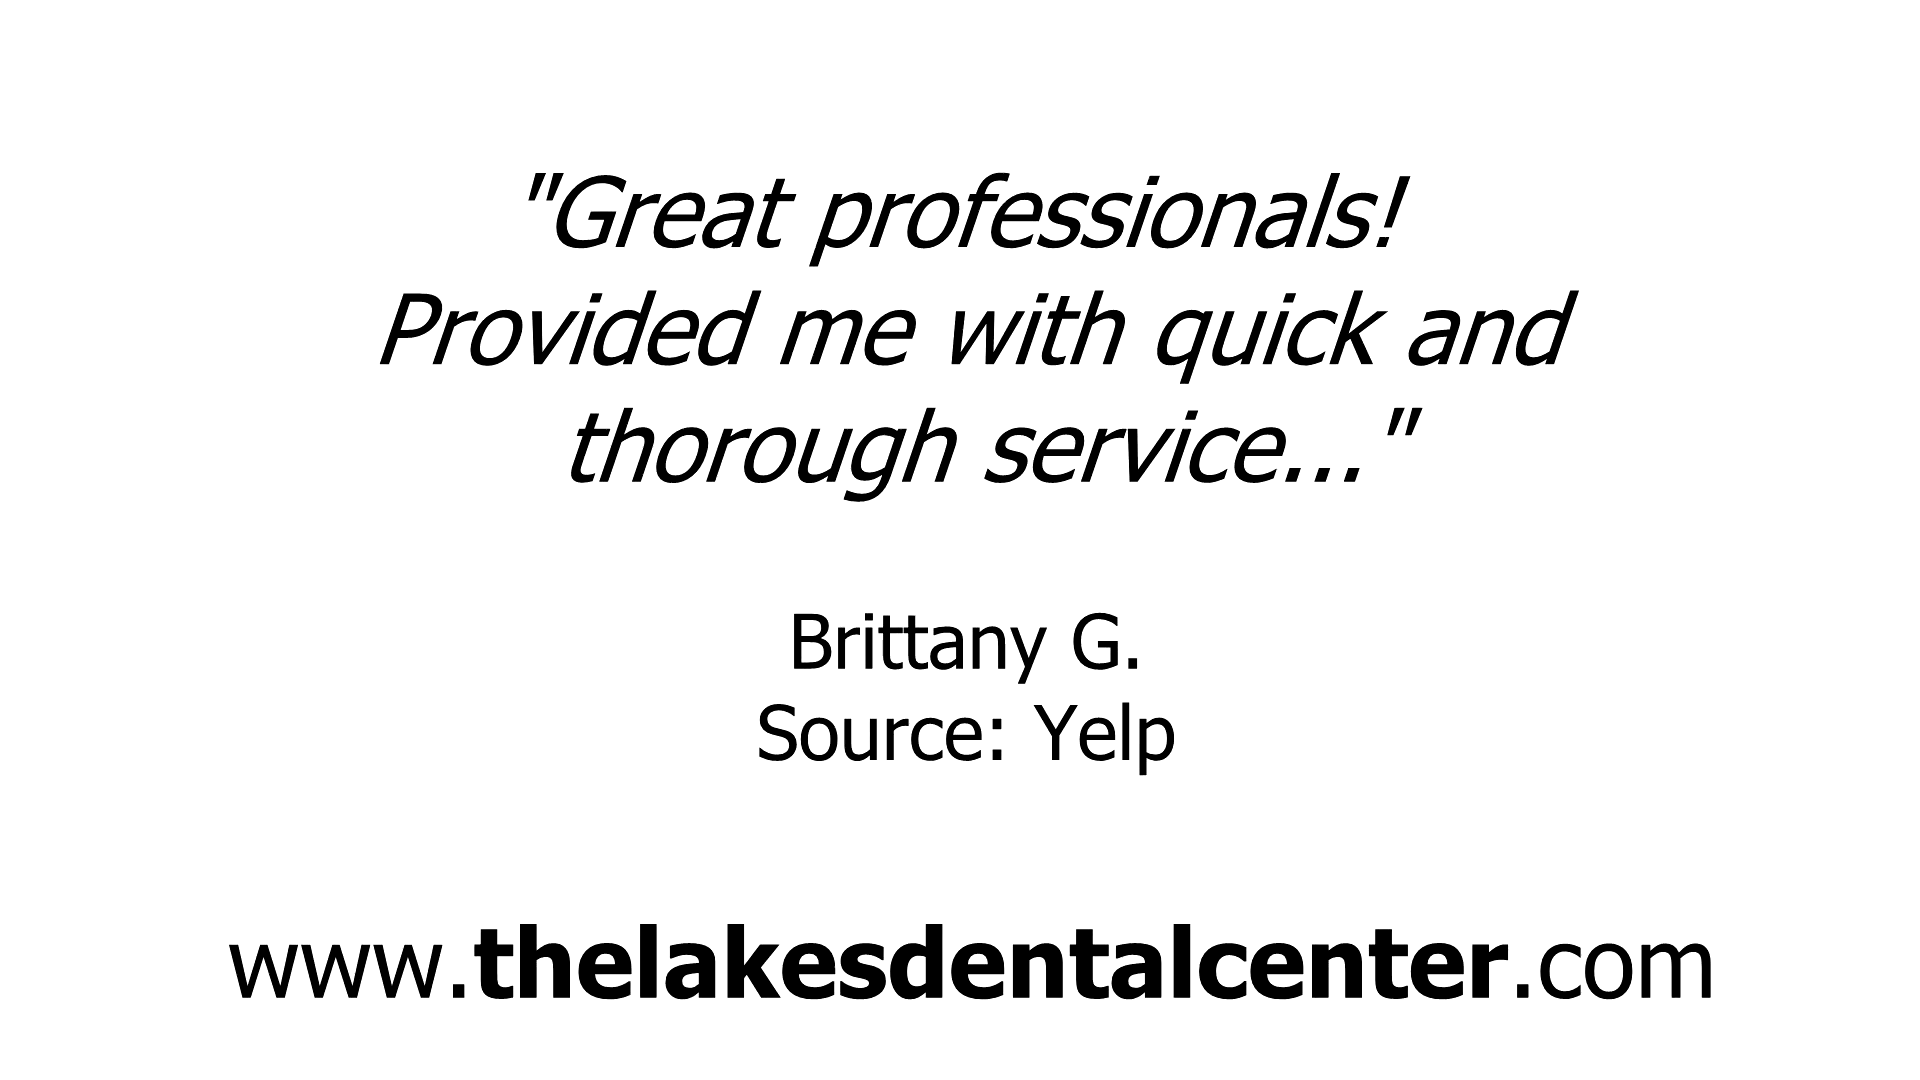 "Great professionals!
Provided me with quick and
thorough service..."
Brittany G.
Source: Yelp
www.thelakesdentalcenter.com